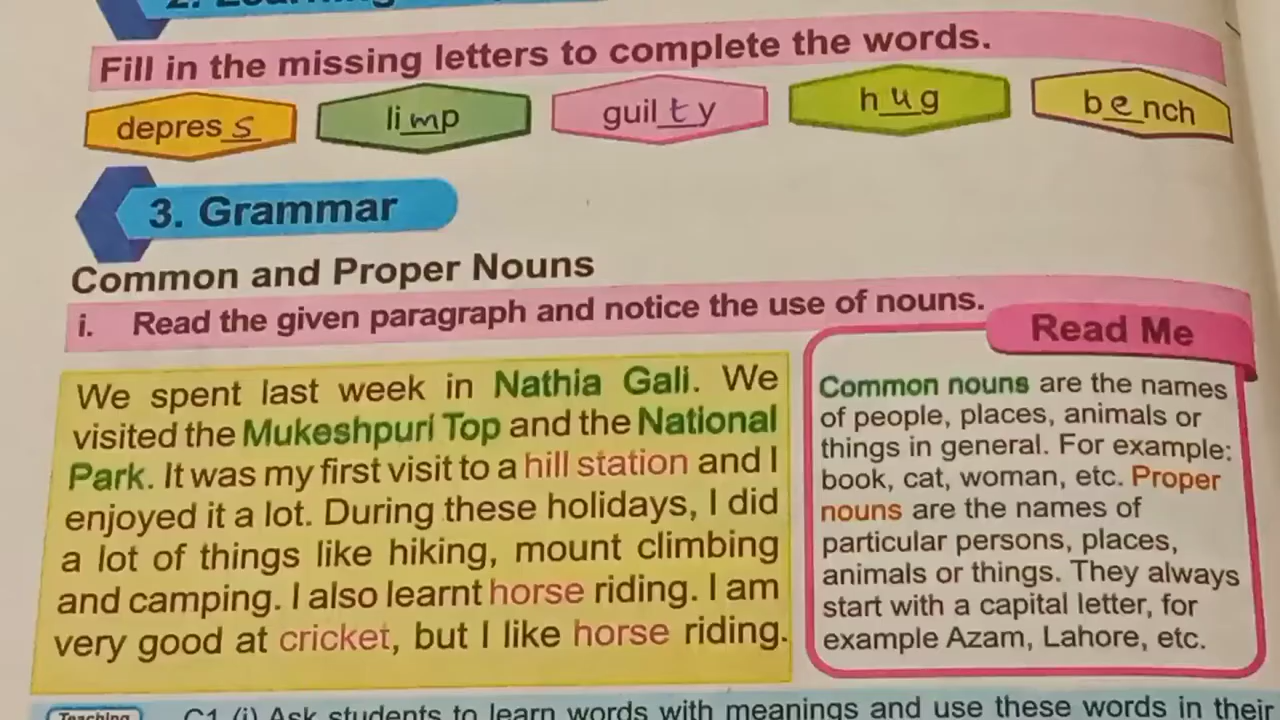 2. Learning
Fill in the missing letters to complete the words.
depress limp guilty hug bench
3. Grammar
Common and Proper Nouns
i. Read the given paragraph and notice the use of nouns.
We spent last week in Nathia Gali. We
visited the Mukeshpuri Top and the National
Park. It was my first visit to a hill station and I
enjoyed it a lot. During these holidays, I did
a lot of things like hiking, mount climbing
and camping. I also learnt horse riding. I am
very good at cricket, but I like horse riding.
Read Me
Common nouns are the names
of people, places, animals or
things in general. For example:
book, cat, woman, etc. Proper
nouns are the names of
particular persons, places,
animals or things. They always
start with a capital letter, for
example Azam, Lahore, etc.
Teaching
C1 (i) Ask students to learn words with meanings and use these words in their